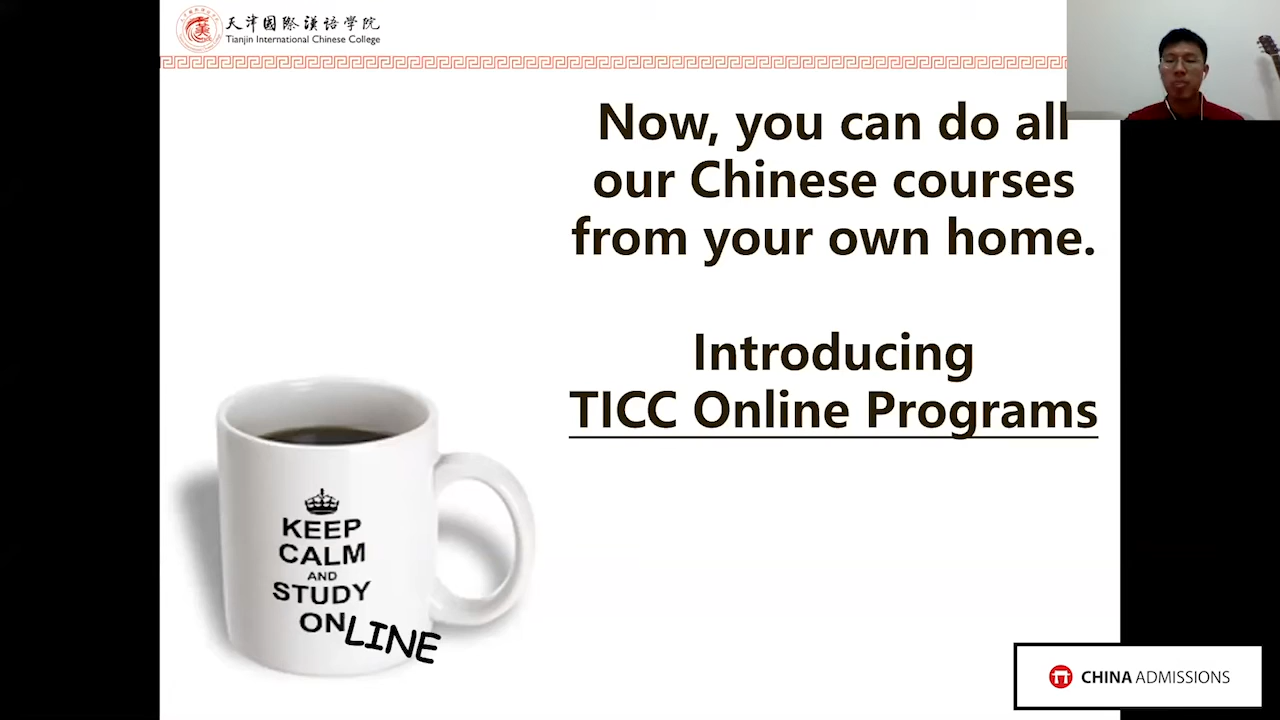 天津國際漢語學院
Tianjin International Chinese College
Now, you can do all
our Chinese courses
from your own home.
Introducing
TICC Online Programs
KEEP
CALM
AND
STUDY
ONLINE
CHINA ADMISSIONS